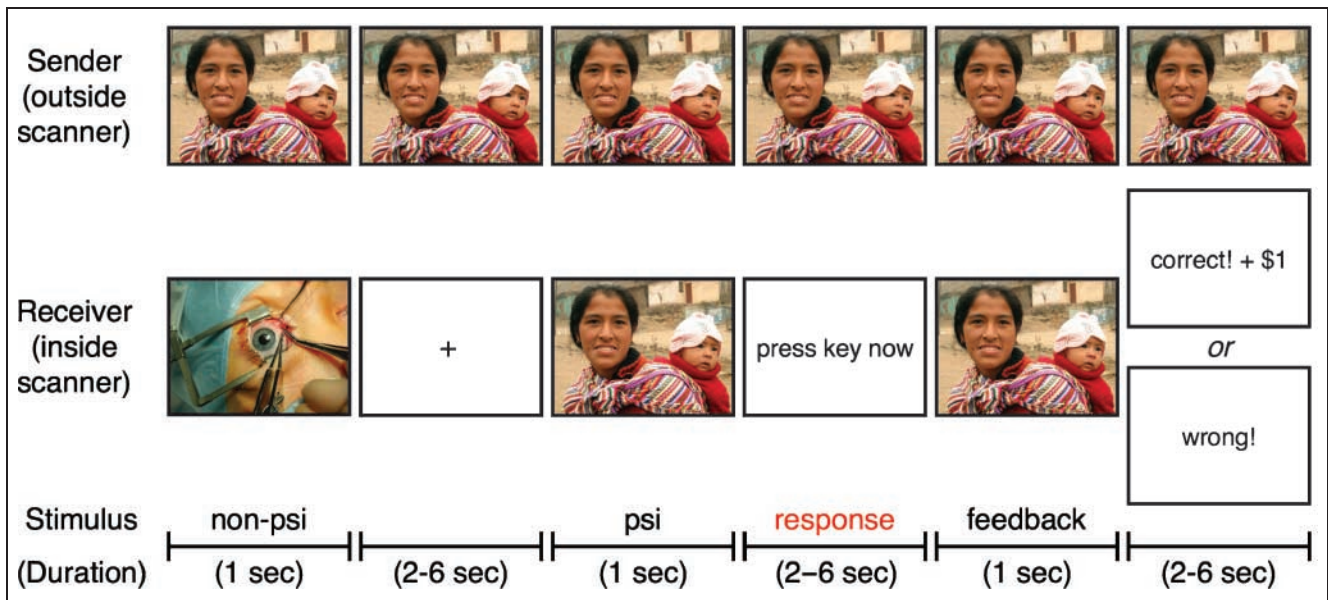 Sender
(outside
scanner)
correct! + $1
Receiver
(inside
scanner)
+
press key now
or
wrong!
Stimulus non-psi psi response feedback
(Duration) (1 sec) (2-6 sec) (1 sec) (2–6 sec) (1 sec) (2-6 sec)